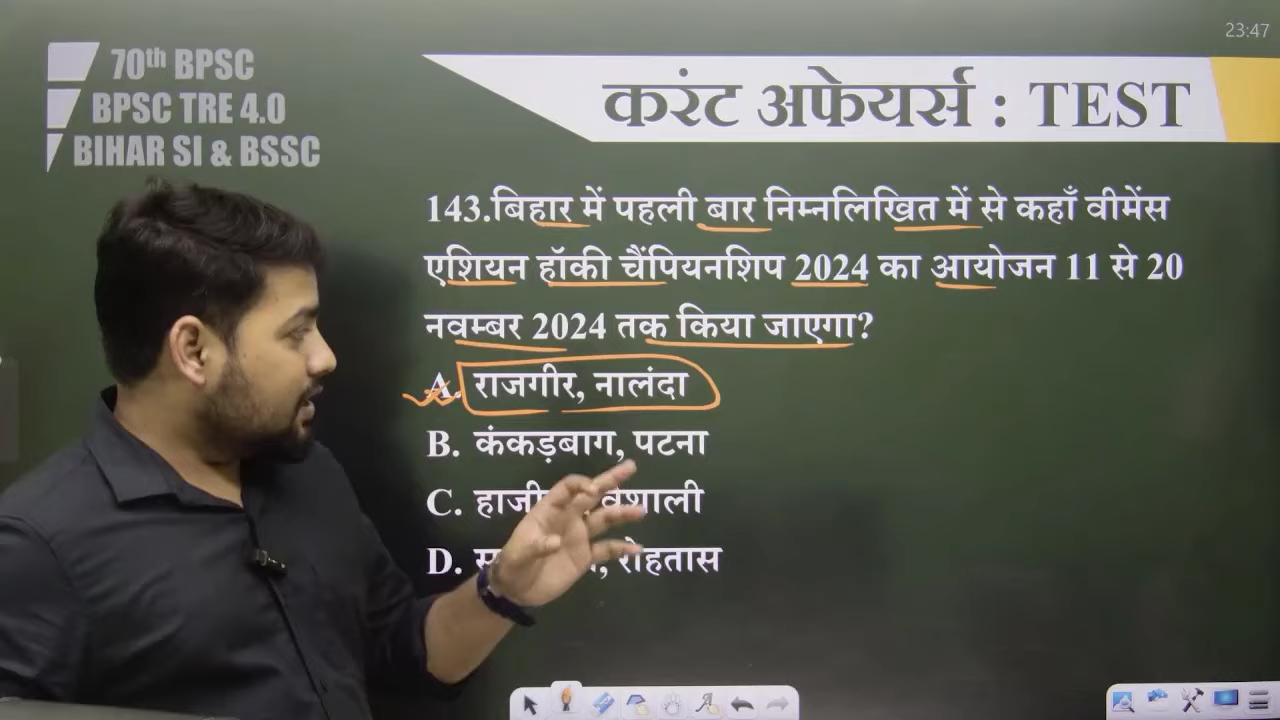 23:47
70th BPSC
BPSC TRE 4.0
BIHAR SI & BSSC
करंट अफेयर्स : TEST
143.बिहार में पहली बार निम्नलिखित में से कहाँ वीमेंस
एशियन हॉकी चैंपियनशिप 2024 का आयोजन 11 से 20
नवम्बर 2024 तक किया जाएगा?
A. राजगीर, नालंदा
B. कंकड़बाग, पटना
C.
D. रोहतास